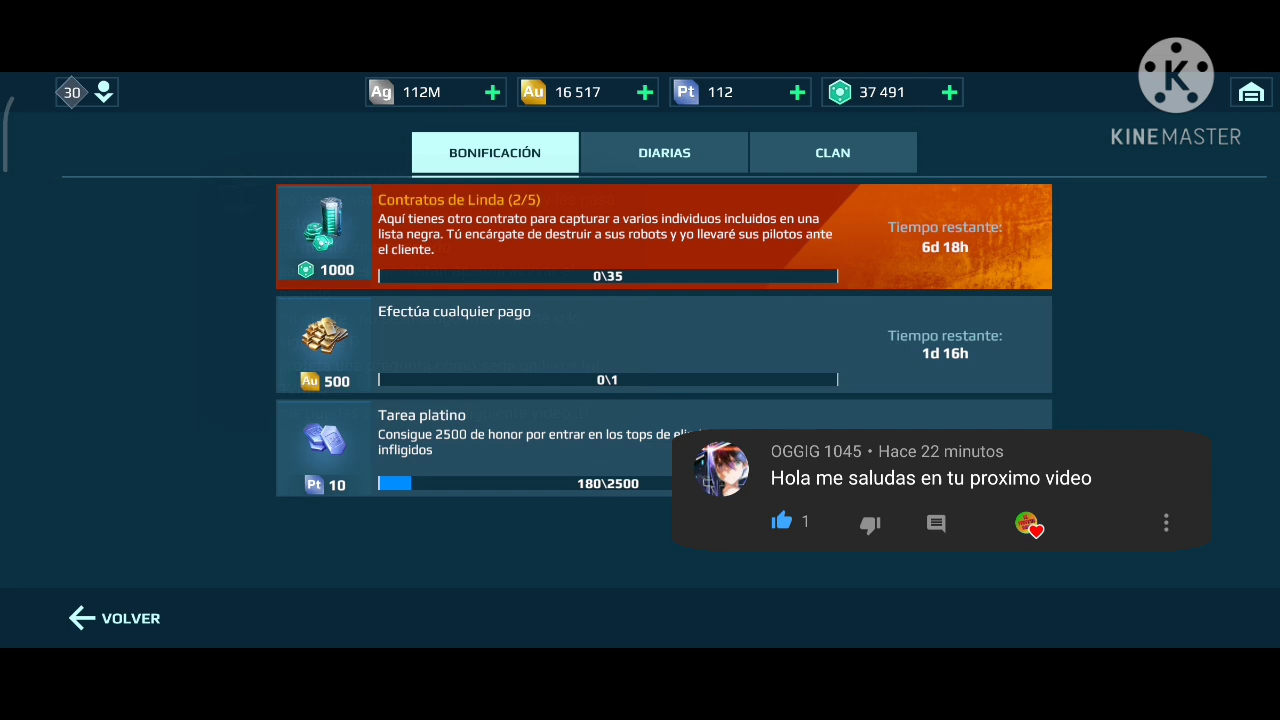 30
Ag 112M
Au 16 517
Pt 112
37 491
K
KINEMASTER
BONIFICACIÓN
DIARIAS
CLAN
Contratos de Linda (2/5)
Aquí tienes otro contrato para capturar a varios individuos incluidos en una
lista negra. Tú encárgate de destruir a sus robots y yo llevaré sus pilotos ante
el cliente.
1000
0\35
Tiempo restante:
6d 18h
Efectúa cualquier pago
Au 500
0\1
Tiempo restante:
1d 16h
Tarea platino
Consigue 2500 de honor por entrar en los tops de
infligidos
Pt 10
180\2500
OGGIG 1045 • Hace 22 minutos
Hola me saludas en tu proximo video
1
VOLVER